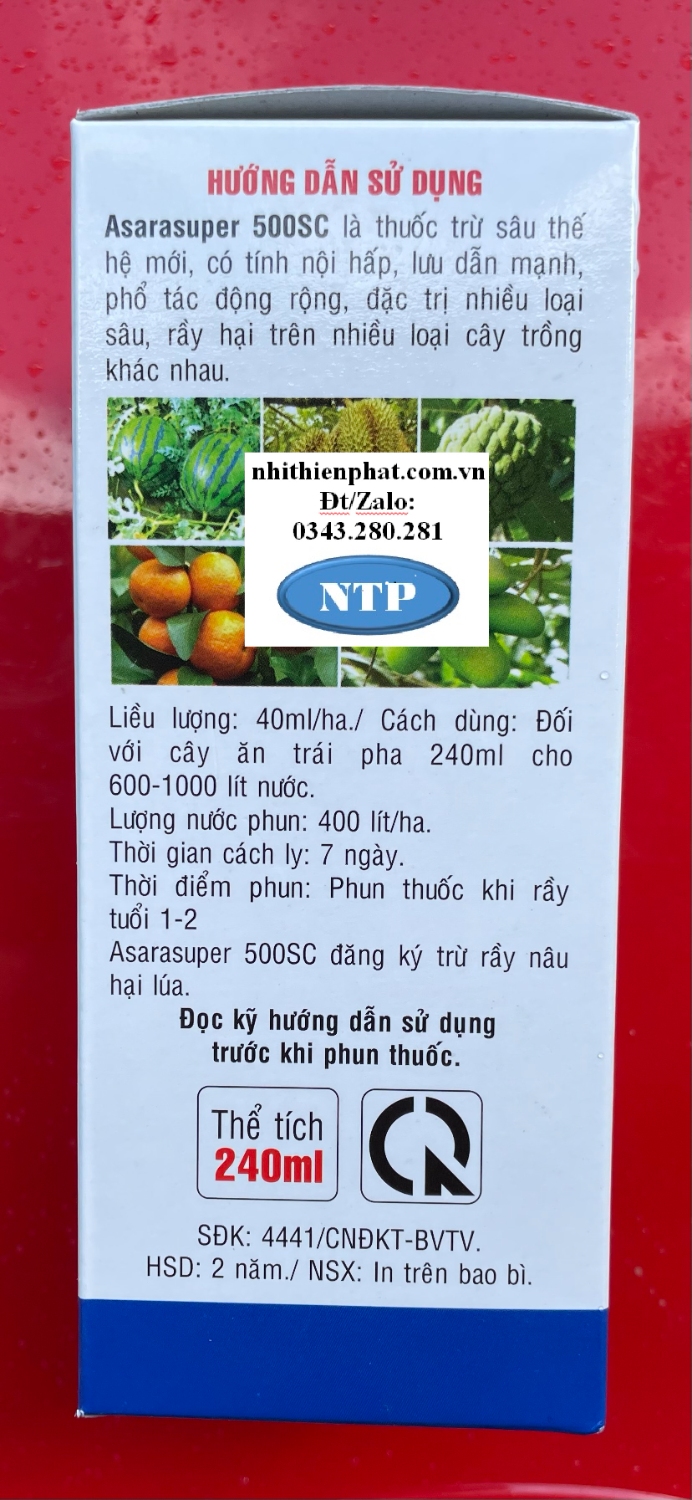 HƯỚNG DẪN SỬ DỤNG
Asarasuper 500SC là thuốc trừ sâu thế
hệ mới, có tính nội hấp, lưu dẫn mạnh,
phổ tác động rộng, đặc trị nhiều loại
sâu, rầy hại trên nhiều loại cây trồng
khác nhau.
nhithienphat.com.vn
Đt/Zalo:
0343.280.281
NTP
Liều lượng: 40ml/ha./ Cách dùng: Đối
với cây ăn trái pha 240ml cho
600-1000 lít nước.
Lượng nước phun: 400 lít/ha.
Thời gian cách ly: 7 ngày.
Thời điểm phun: Phun thuốc khi rầy
tuổi 1-2
Asarasuper 500SC đăng ký trừ rầy nâu
hại lúa.
Đọc kỹ hướng dẫn sử dụng
trước khi phun thuốc.
Thể tích
240ml
SĐK: 4441/CNĐKT-BVTV.
HSD: 2 năm./ NSX: In trên bao bì.